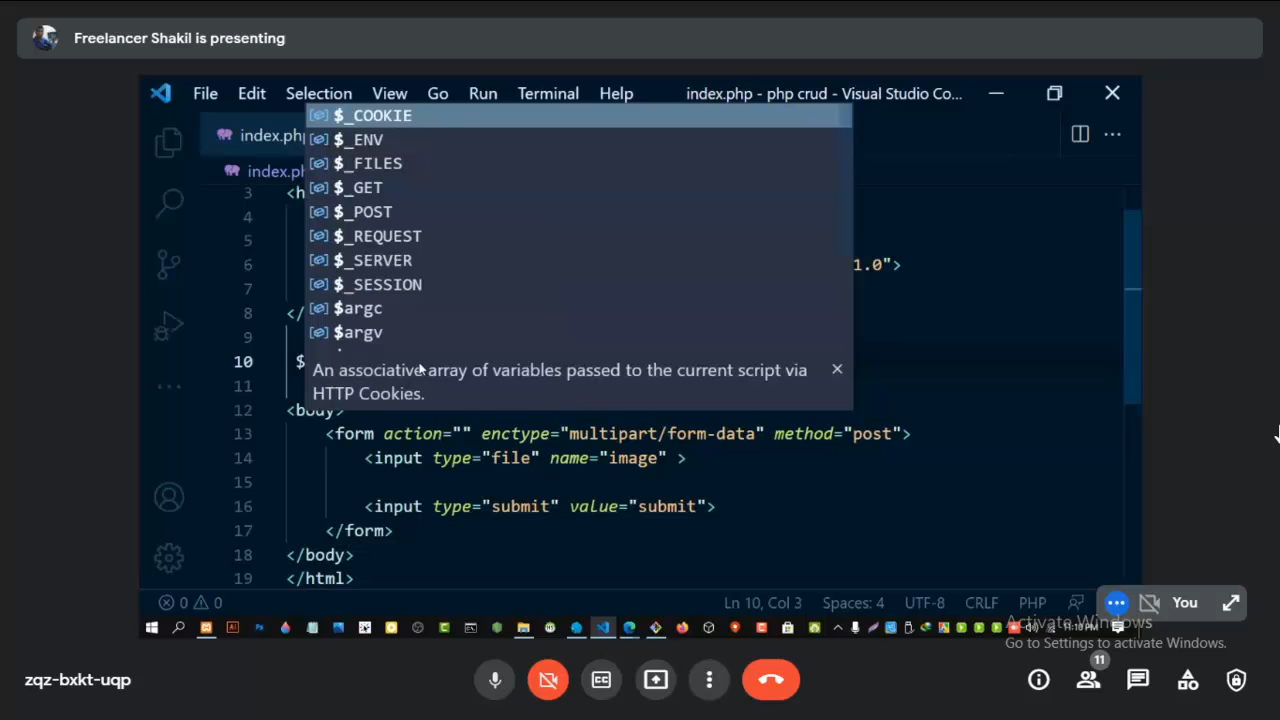 Freelancer Shakil is presenting
File Edit Selection View Go Run Terminal Help index.php - php crud - Visual Studio Co...
index.php
index.ph
$_COOKIE
$_ENV
$_FILES
$_GET
$_POST
$_REQUEST
$_SERVER
$_SESSION
$argc
$argv
An associative array of variables passed to the current script via
HTTP Cookies.
3 <h
4
5
6 1.0">
7
8 </
9
10 $
11
12 <body>
13 <form action="" enctype="multipart/form-data" method="post">
14 <input type="file" name="image" >
15
16 <input type="submit" value="submit">
17 </form>
18 </body>
19 </html>
0 0 Ln 10, Col 3 Spaces: 4 UTF-8 CRLF PHP
You
Activate Windows
Go to Settings to activate Windows.
zqz-bxkt-uqp
11